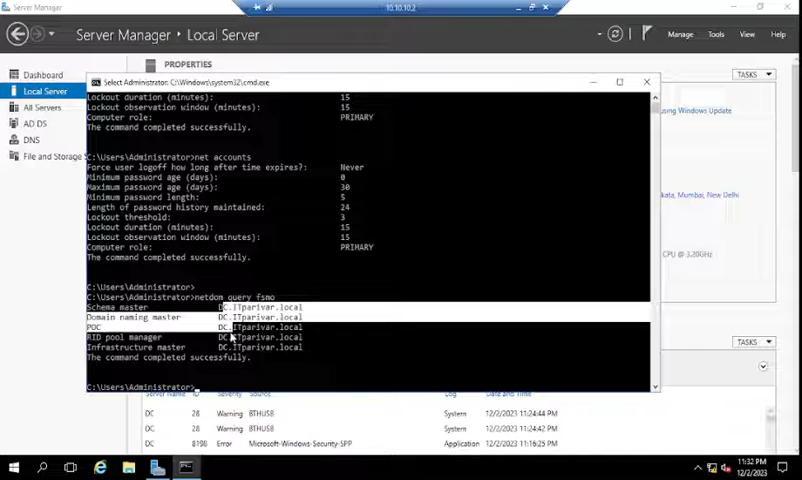 Server Manager
10.10.10.2
Server Manager ▸ Local Server
Manage Tools View Help
Dashboard
Local Server
All Servers
AD DS
DNS
File and Storage
PROPERTIES
TASKS
Select Administrator: C:\Windows\system32\cmd.exe
Lockout duration (minutes): 15
Lockout observation window (minutes): 15
Computer role: PRIMARY
The command completed successfully.
C:\Users\Administrator>net accounts
Force user logoff how long after time expires?: Never
Minimum password age (days): 0
Maximum password age (days): 30
Minimum password length: 5
Length of password history maintained: 24
Lockout threshold: 3
Lockout duration (minutes): 15
Lockout observation window (minutes): 15
Computer role: PRIMARY
The command completed successfully.
C:\Users\Administrator>
C:\Users\Administrator>netdom query fsmo
Schema master DC.ITparivar.local
Domain naming master DC.ITparivar.local
PDC DC.ITparivar.local
RID pool manager DC.ITparivar.local
Infrastructure master DC.ITparivar.local
The command completed successfully.
C:\Users\Administrator>
Windows Update
Kolkata, Mumbai, New Delhi
CPU @ 3.20GHz
TASKS
Server Name ID Severity Source Log Date and Time
DC 28 Warning BTHUSB System 12/2/2023 11:24:44 PM
DC 28 Warning BTHUSB System 12/2/2023 11:24:42 PM
DC 8198 Error Microsoft-Windows-Security-SPP Application 12/2/2023 11:16:25 PM
11:32 PM
12/2/2023